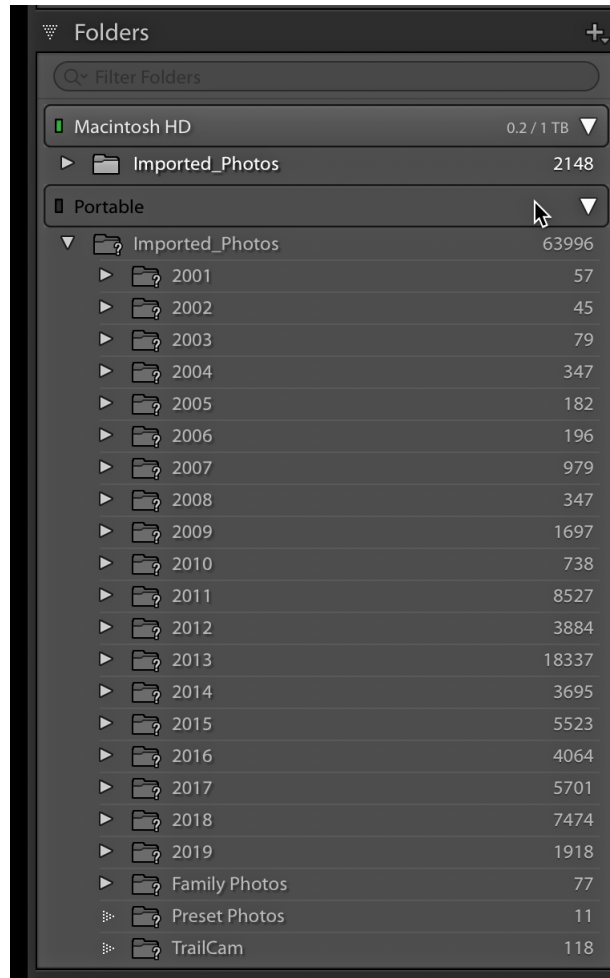 Folders
Filter Folders
Macintosh HD 0.2 / 1 TB
Imported_Photos 2148
Portable
Imported_Photos 63996
2001 57
2002 45
2003 79
2004 347
2005 182
2006 196
2007 979
2008 347
2009 1697
2010 738
2011 8527
2012 3884
2013 18337
2014 3695
2015 5523
2016 4064
2017 5701
2018 7474
2019 1918
Family Photos 77
Preset Photos 11
TrailCam 118